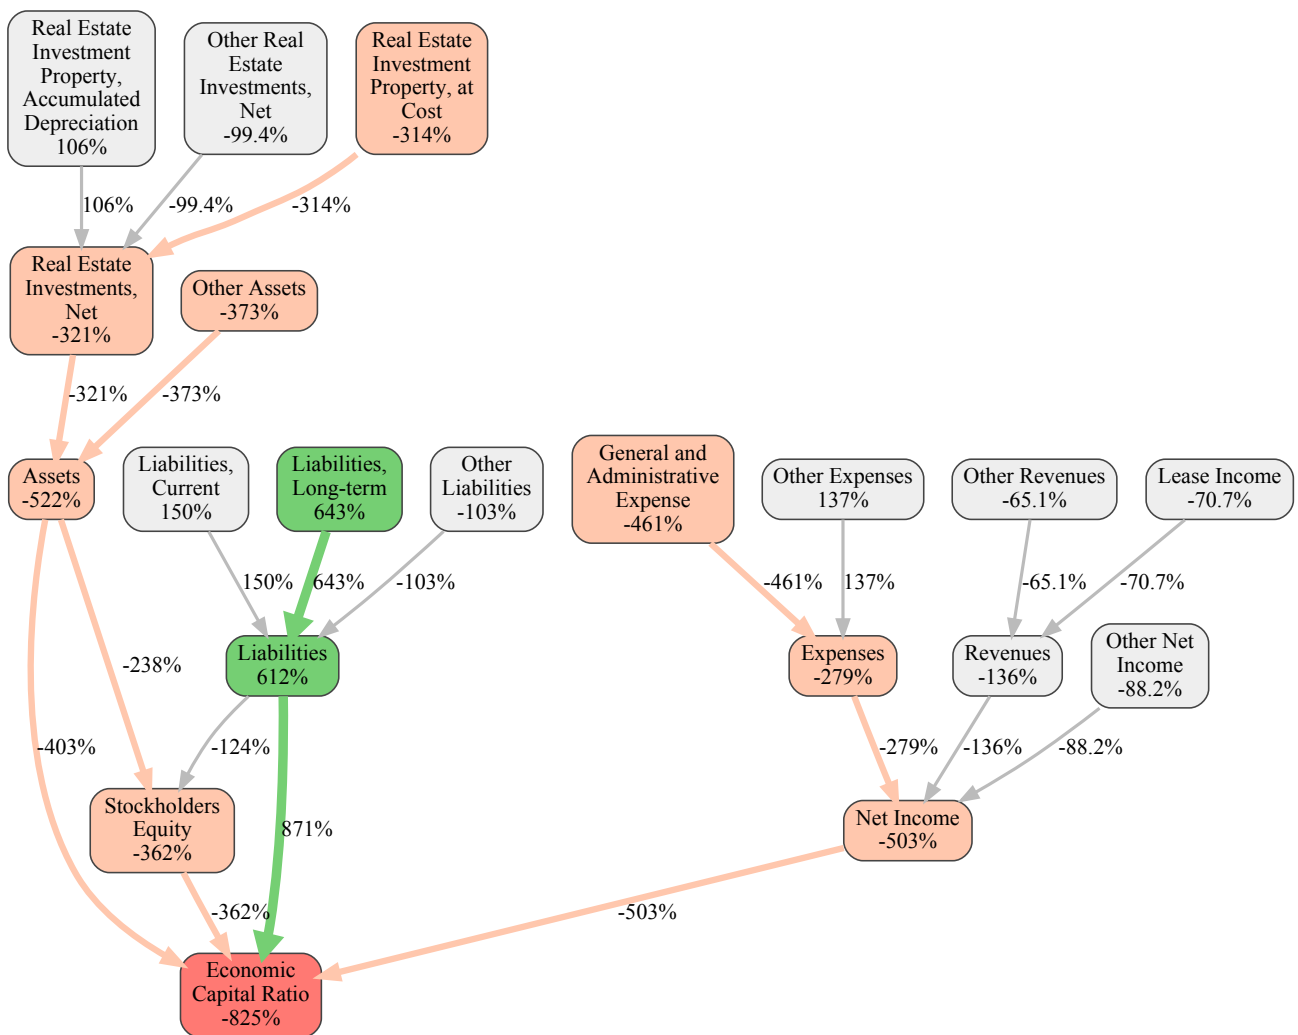 Real Estate
Investment
Property,
Accumulated
Depreciation
106%
Other Real
Estate
Investments,
Net
-99.4%
Real Estate
Investment
Property, at
Cost
-314%
106%
-99.4%
-314%
Real Estate
Investments,
Net
-321%
Other Assets
-373%
-321%
-373%
Assets
-522%
Liabilities,
Current
150%
Liabilities,
Long-term
643%
Other
Liabilities
-103%
General and
Administrative
Expense
-461%
Other Expenses
137%
Other Revenues
-65.1%
Lease Income
-70.7%
150%
643%
-103%
-461%
137%
-65.1%
-70.7%
-238%
Liabilities
612%
Expenses
-279%
Revenues
-136%
Other Net
Income
-88.2%
-403%
-124%
-279%
-136%
-88.2%
Stockholders
Equity
-362%
871%
Net Income
-503%
-362%
-503%
Economic
Capital Ratio
-825%